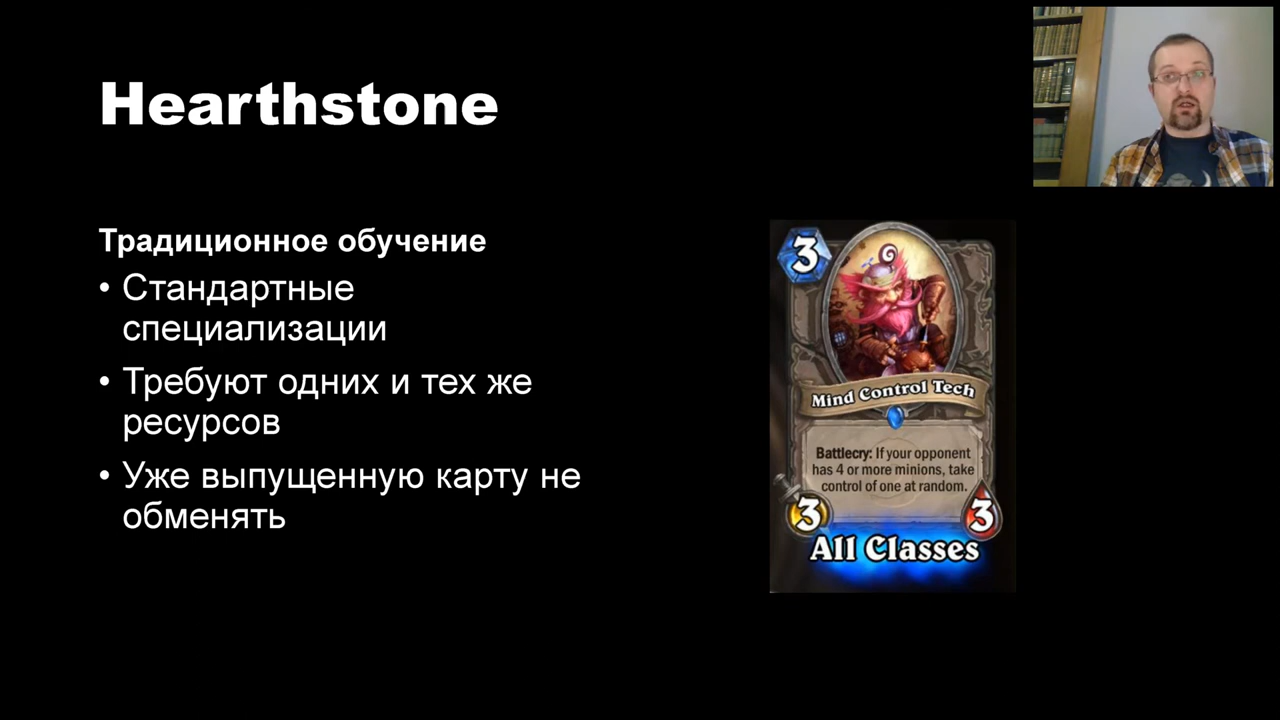 Hearthstone
Традиционное обучение
• Стандартные
специализации
• Требуют одних и тех же
ресурсов
• Уже выпущенную карту не
обменять
3
Mind Control Tech
Battlecry: If your opponent
has 4 or more minions, take
control of one at random.
3 3
All Classes